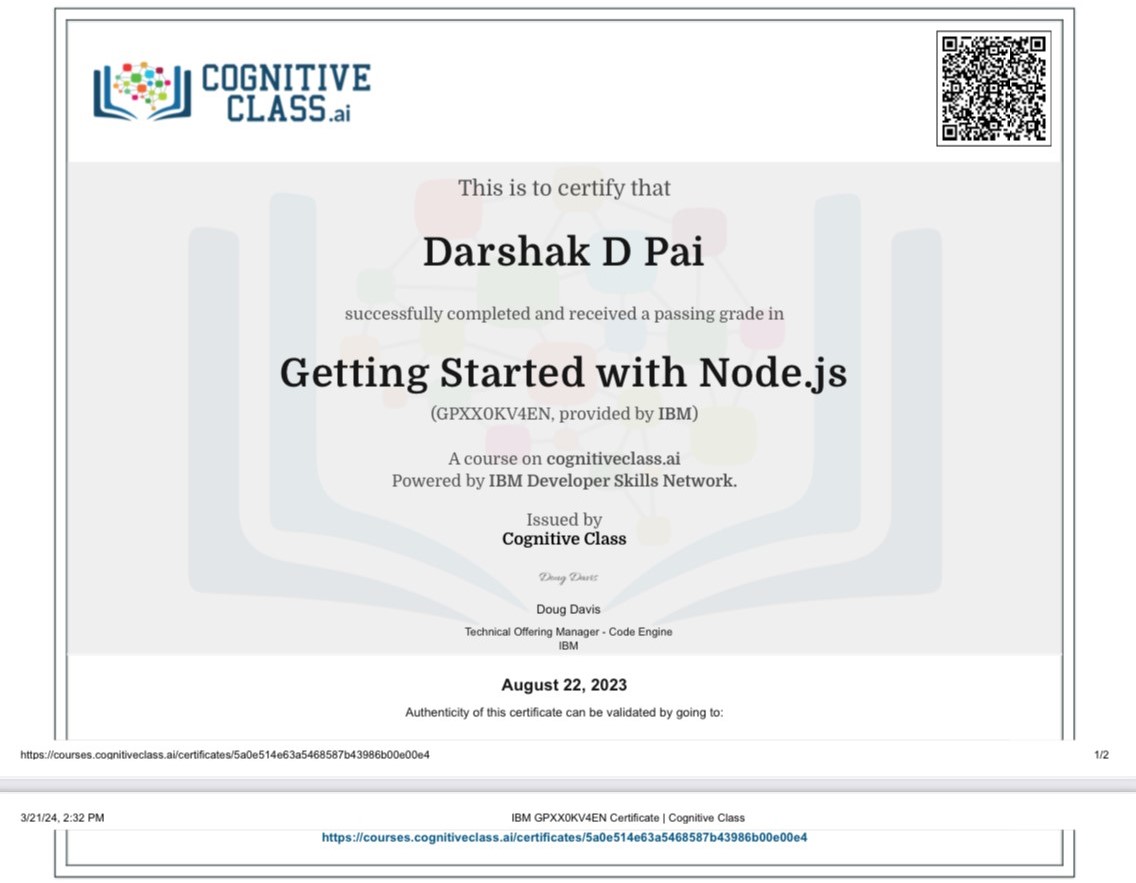 COGNITIVE
CLASS.ai
This is to certify that
Darshak D Pai
successfully completed and received a passing grade in
Getting Started with Node.js
(GPXX0KV4EN, provided by IBM)
A course on cognitiveclass.ai
Powered by IBM Developer Skills Network.
Issued by
Cognitive Class
Doug Davis
Doug Davis
Technical Offering Manager - Code Engine
IBM
August 22, 2023
Authenticity of this certificate can be validated by going to:
https://courses.cognitiveclass.ai/certificates/5a0e514e63a5468587b43986b00e00e4 1/2
3/21/24, 2:32 PM IBM GPXX0KV4EN Certificate | Cognitive Class
https://courses.cognitiveclass.ai/certificates/5a0e514e63a5468587b43986b00e00e4